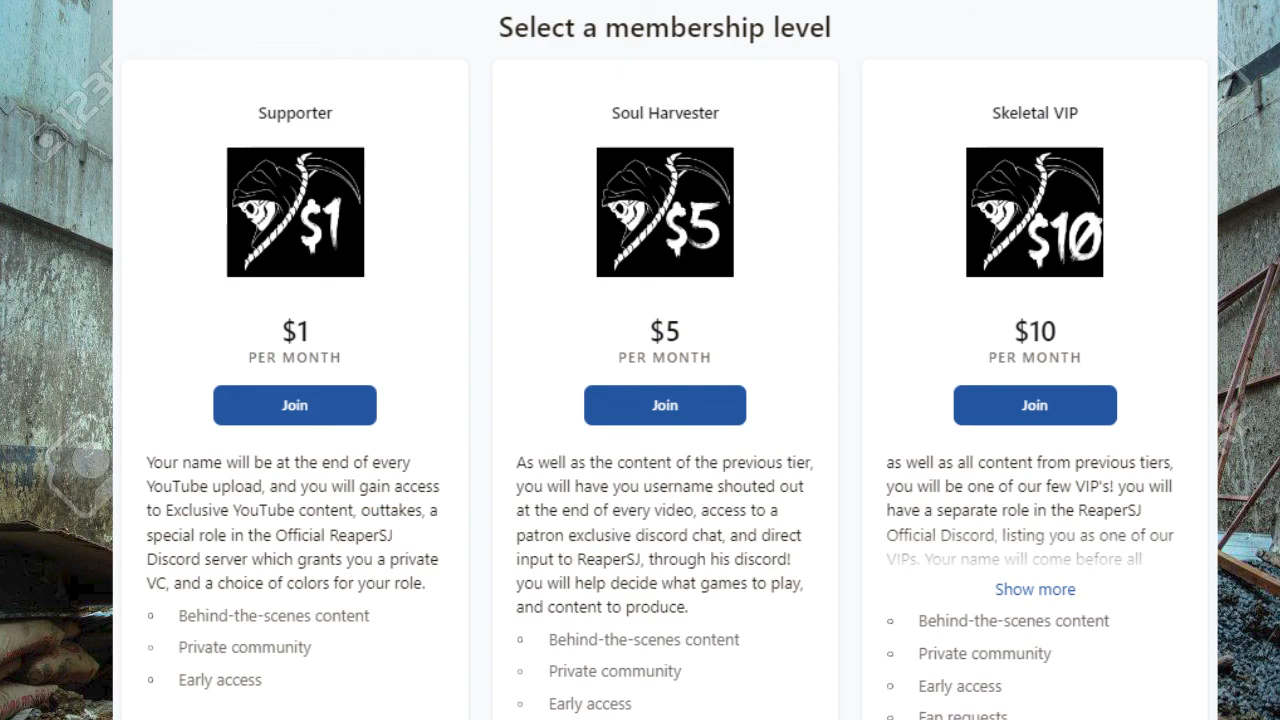 Select a membership level
Supporter
$1
$1
PER MONTH
Join
Your name will be at the end of every
YouTube upload, and you will gain access
to Exclusive YouTube content, outtakes, a
special role in the Official ReaperSJ
Discord server which grants you a private
VC, and a choice of colors for your role.
Behind-the-scenes content
Private community
Early access
Soul Harvester
$5
$5
PER MONTH
Join
As well as the content of the previous tier,
you will have you username shouted out
at the end of every video, access to a
patron exclusive discord chat, and direct
input to ReaperSJ, through his discord!
you will help decide what games to play,
and content to produce.
Behind-the-scenes content
Private community
Early access
Skeletal VIP
$10
$10
PER MONTH
Join
as well as all content from previous tiers,
you will be one of our few VIP's! you will
have a separate role in the ReaperSJ
Official Discord, listing you as one of our
VIPs. Your name will come before all
Show more
Behind-the-scenes content
Private community
Early access
Fan requests